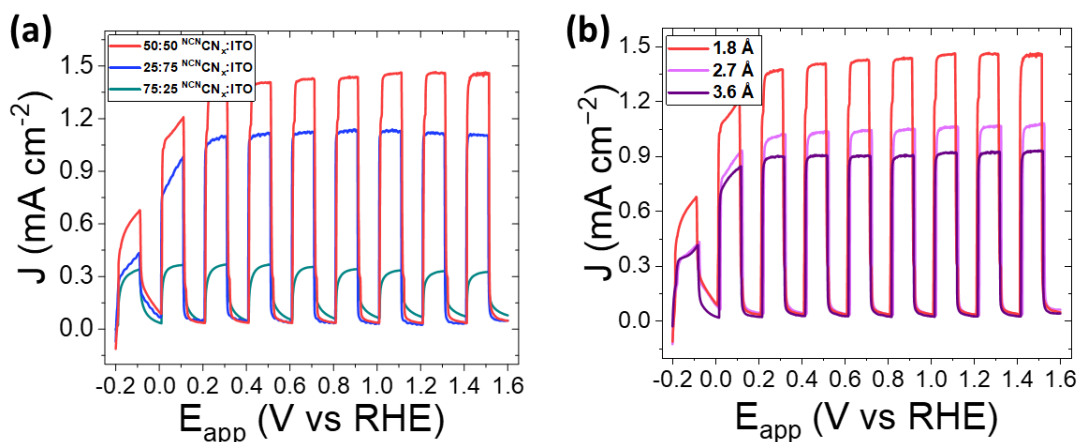 (a)
50:50 ᴺᶜᴺCNₓ:ITO
25:75 ᴺᶜᴺCNₓ:ITO
75:25 ᴺᶜᴺCNₓ:ITO
J (mA cm⁻²)
1.5
1.2
0.9
0.6
0.3
0.0
-0.2 0.0 0.2 0.4 0.6 0.8 1.0 1.2 1.4 1.6
E_app (V vs RHE)
(b)
1.8 Å
2.7 Å
3.6 Å
J (mA cm⁻²)
1.5
1.2
0.9
0.6
0.3
0.0
-0.2 0.0 0.2 0.4 0.6 0.8 1.0 1.2 1.4 1.6
E_app (V vs RHE)